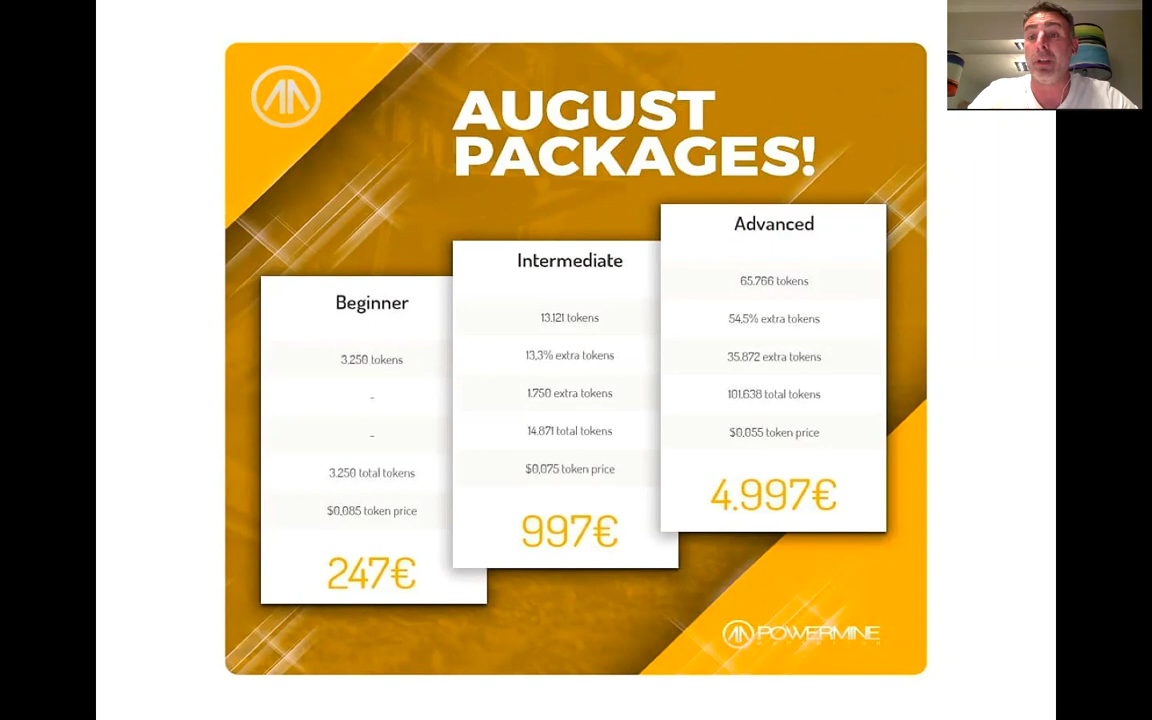 AUGUST
PACKAGES!
Beginner
3.250 tokens
-
-
3.250 total tokens
$0,085 token price
247€
Intermediate
13.121 tokens
13,3% extra tokens
1.750 extra tokens
14.871 total tokens
$0,075 token price
997€
Advanced
65.766 tokens
54,5% extra tokens
35.872 extra tokens
101.638 total tokens
$0,055 token price
4.997€
POWERMINE